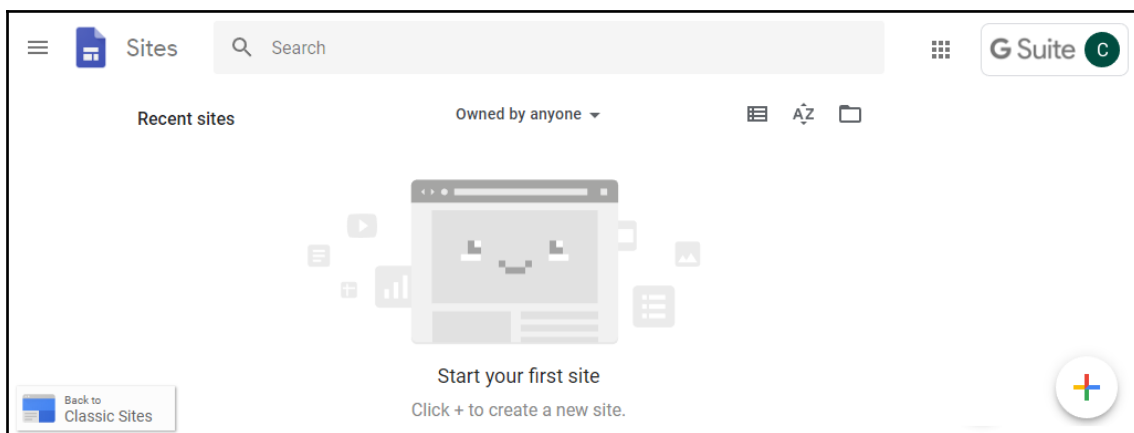 Sites
Search
G Suite
C
Recent sites
Owned by anyone
AZ
Start your first site
Click + to create a new site.
Back to
Classic Sites